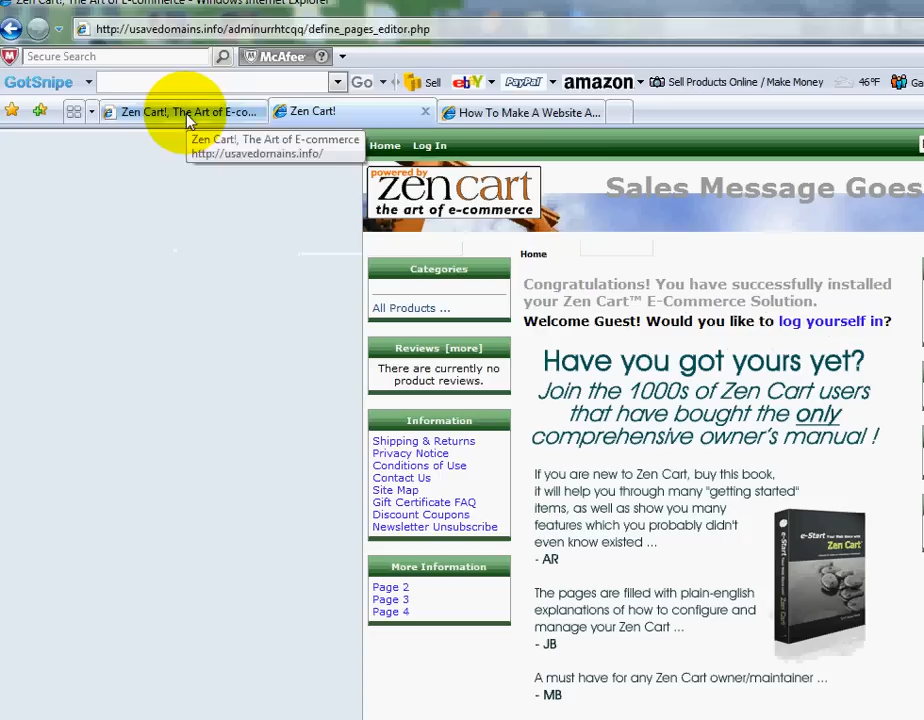 Zen Cart!, The Art of E-commerce - Windows Internet Explorer
http://usavedomains.info/adminurrhtcqq/define_pages_editor.php
Secure Search
McAfee
GotSnipe
Go
Sell
ebY
PayPal
amazon
Sell Products Online / Make Money
46°F
Zen Cart!, The Art of E-co...
Zen Cart!
How To Make A Website A...
Zen Cart!, The Art of E-commerce
http://usavedomains.info/
Home
Log In
powered by
zencart
the art of e-commerce
Sales Message Goes
Home
Categories
All Products ...
Reviews [more]
There are currently no
product reviews.
Information
Shipping & Returns
Privacy Notice
Conditions of Use
Contact Us
Site Map
Gift Certificate FAQ
Discount Coupons
Newsletter Unsubscribe
More Information
Page 2
Page 3
Page 4
Congratulations! You have successfully installed
your Zen Cart™ E-Commerce Solution.
Welcome Guest! Would you like to log yourself in?
Have you got yours yet?
Join the 1000s of Zen Cart users
that have bought the only
comprehensive owner's manual !
If you are new to Zen Cart, buy this book,
it will help you through many "getting started"
items, as well as show you many
features which you probably didn't
even know existed ...
- AR
The pages are filled with plain-english
explanations of how to configure and
manage your Zen Cart ...
- JB
A must have for any Zen Cart owner/maintainer ...
- MB
e-Start Your Web Store with
Zen Cart